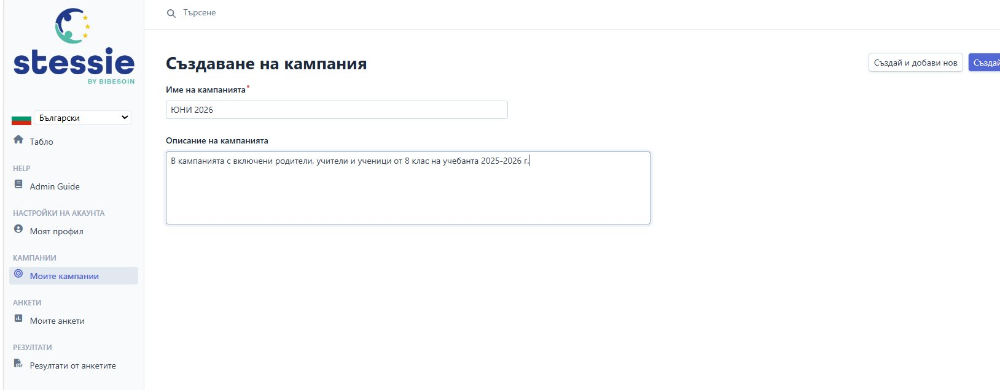 stessie
BY BIBESOIN
Български
Табло
HELP
Admin Guide
НАСТРОЙКИ НА АКАУНТА
Моят профил
КАМПАНИИ
Моите кампании
АНКЕТИ
Моите анкети
РЕЗУЛТАТИ
PDF
Резултати от анкетите
Търсене
Създаване на кампания
Създай и добави нов
Създай
Име на кампанията*
ЮНИ 2026
Описание на кампанията
В кампанията с включени родители, учители и ученици от 8 клас на учебанта 2025-2026 г.